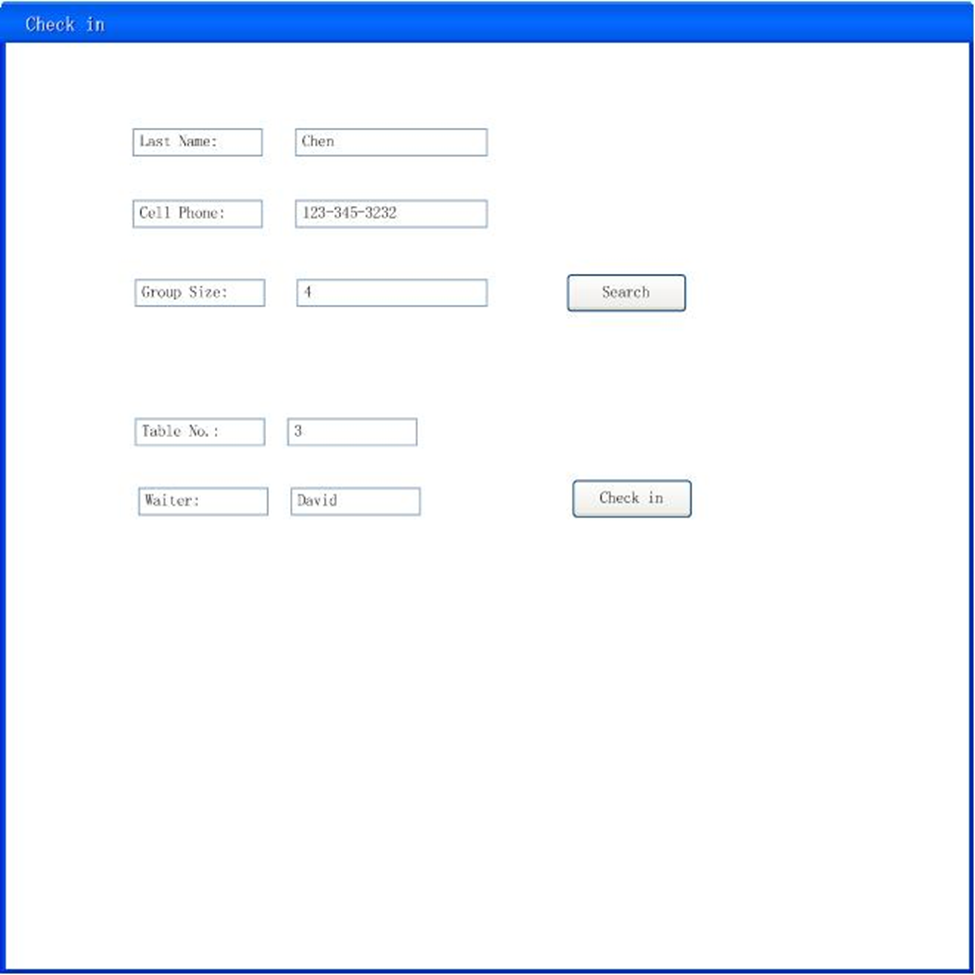 Check in
Last Name: Chen
Cell Phone: 123-345-3232
Group Size: 4 Search
Table No.: 3
Waiter: David Check in